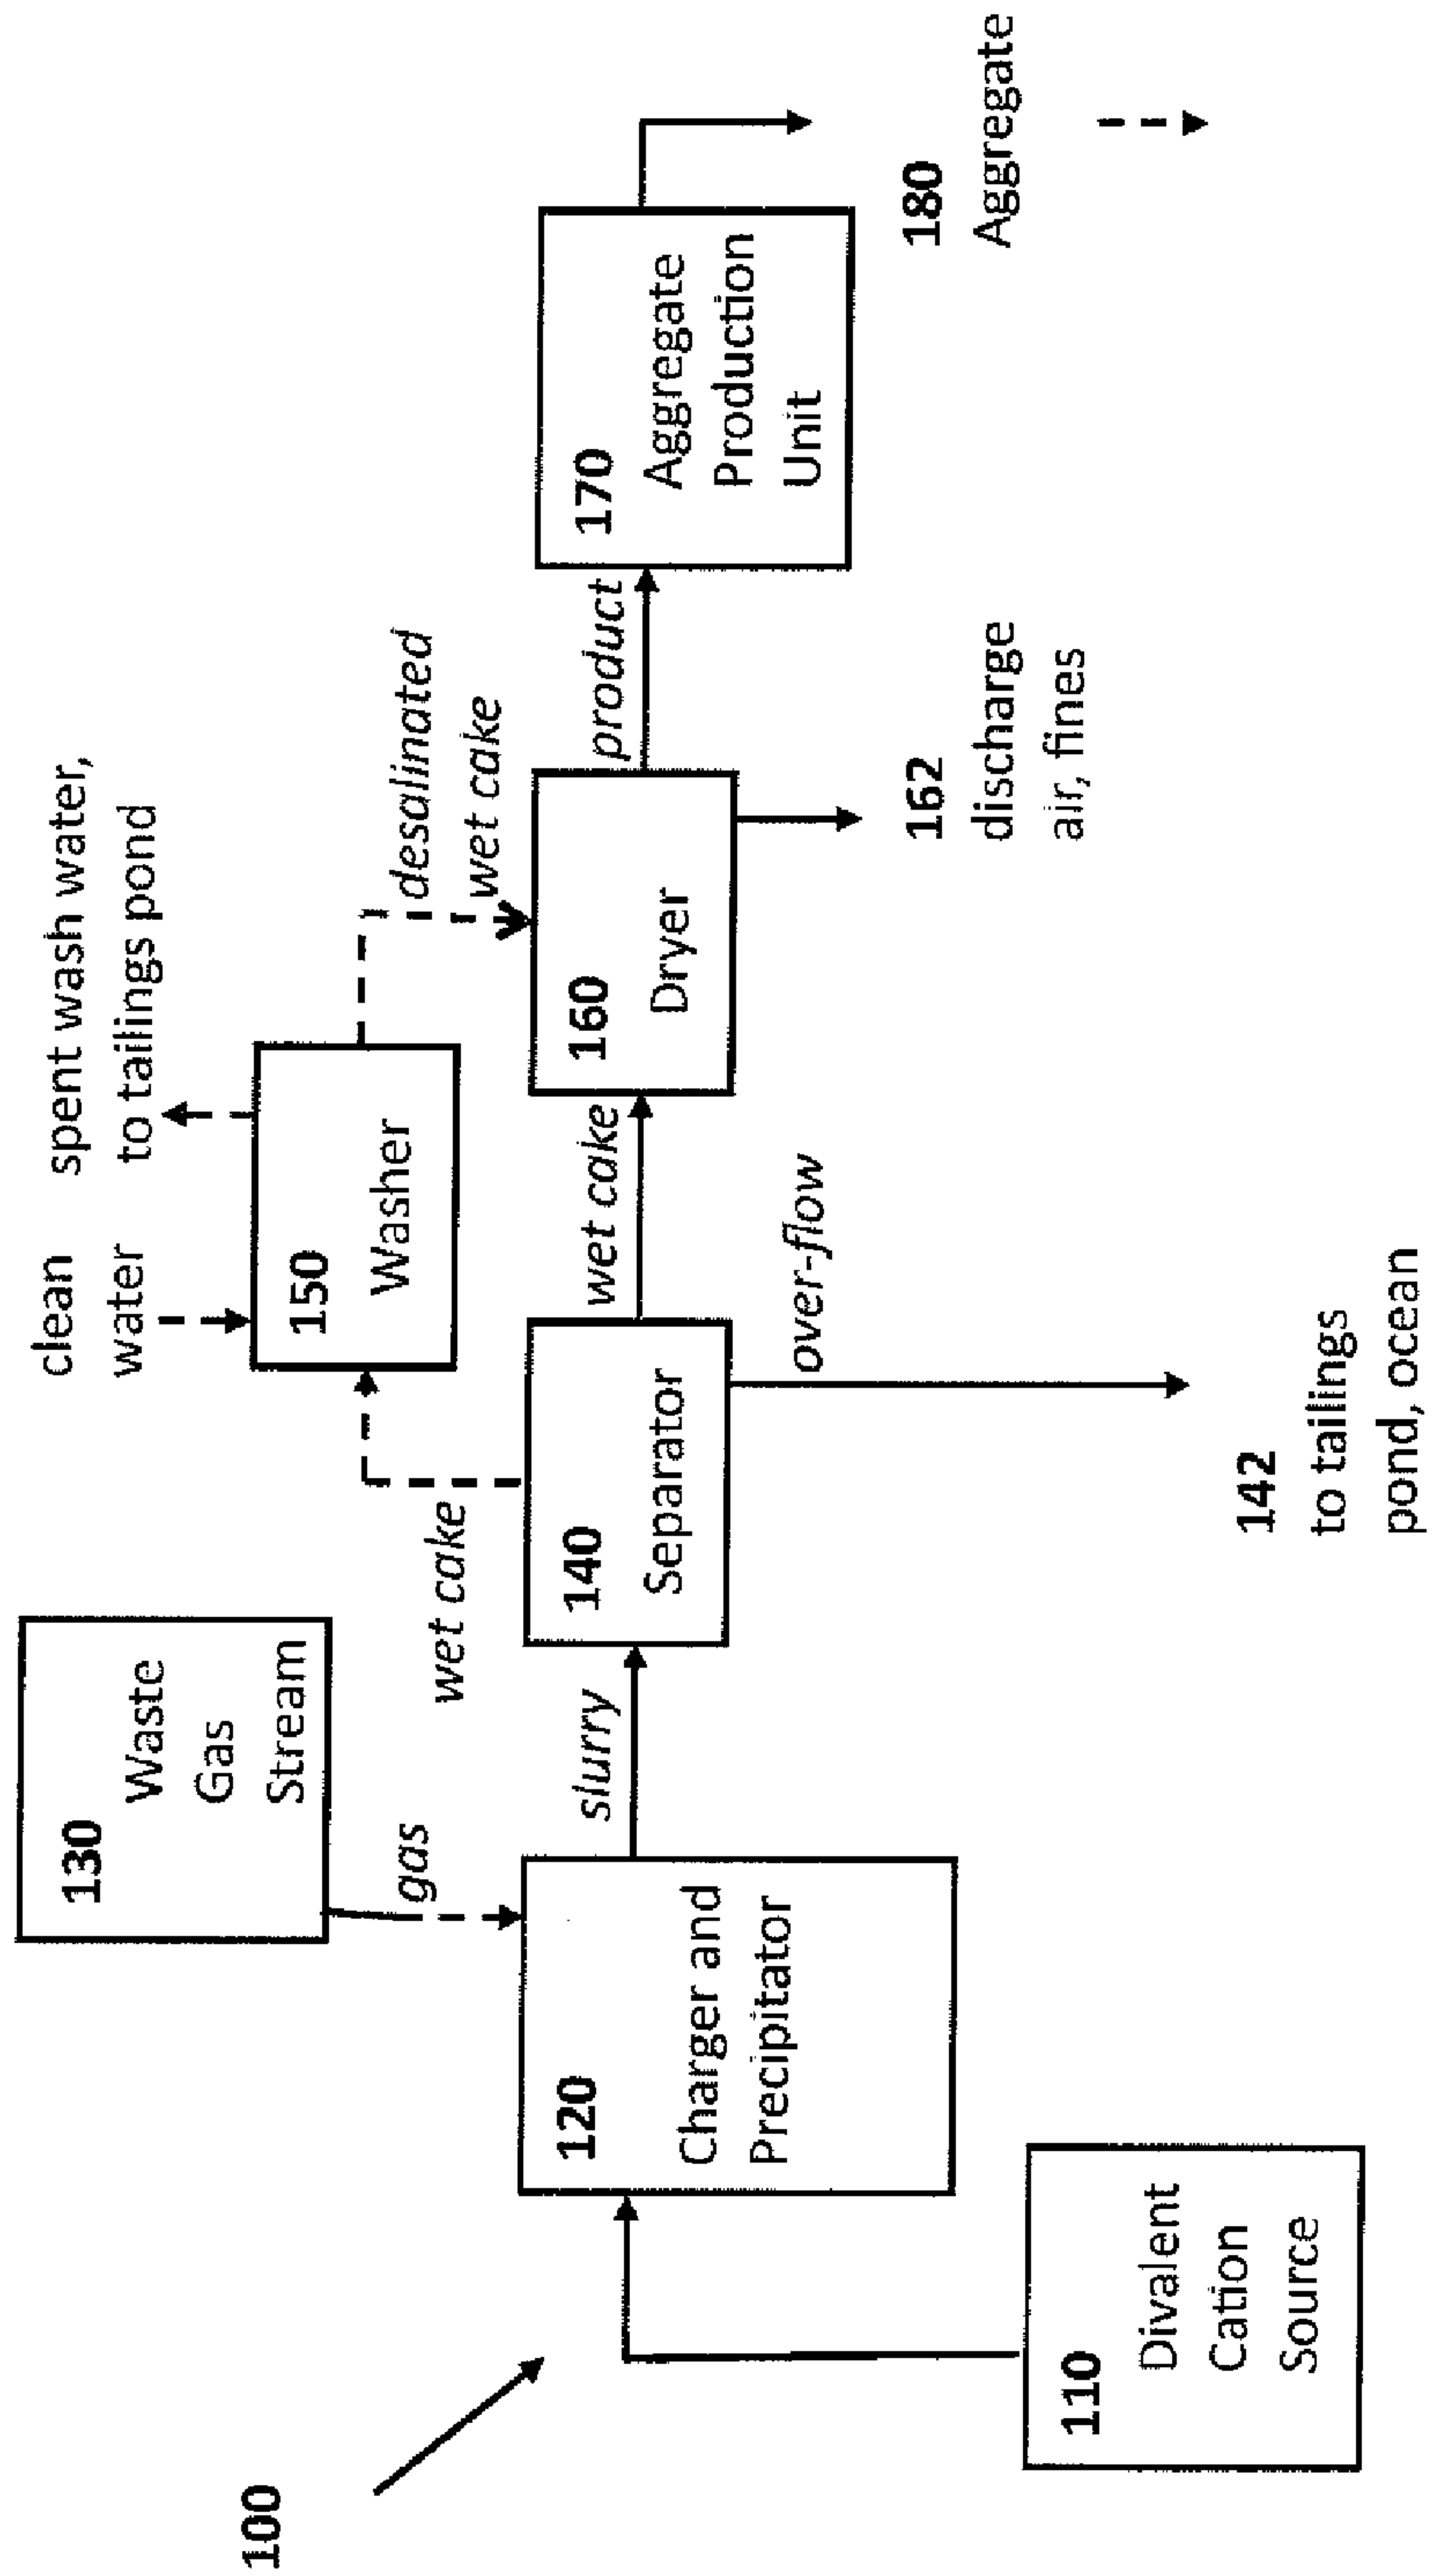 100
110
Divalent
Cation
Source
120
Charger and
Precipitator
130
Waste
Gas
Stream
gas
slurry
140
Separator
wet cake
wet cake
over-flow
142
to tailings
pond, ocean
clean
water
150
Washer
spent wash water,
to tailings pond
desalinated
wet cake
160
Dryer
162
discharge
air, fines
product
170
Aggregate
Production
Unit
180
Aggregate